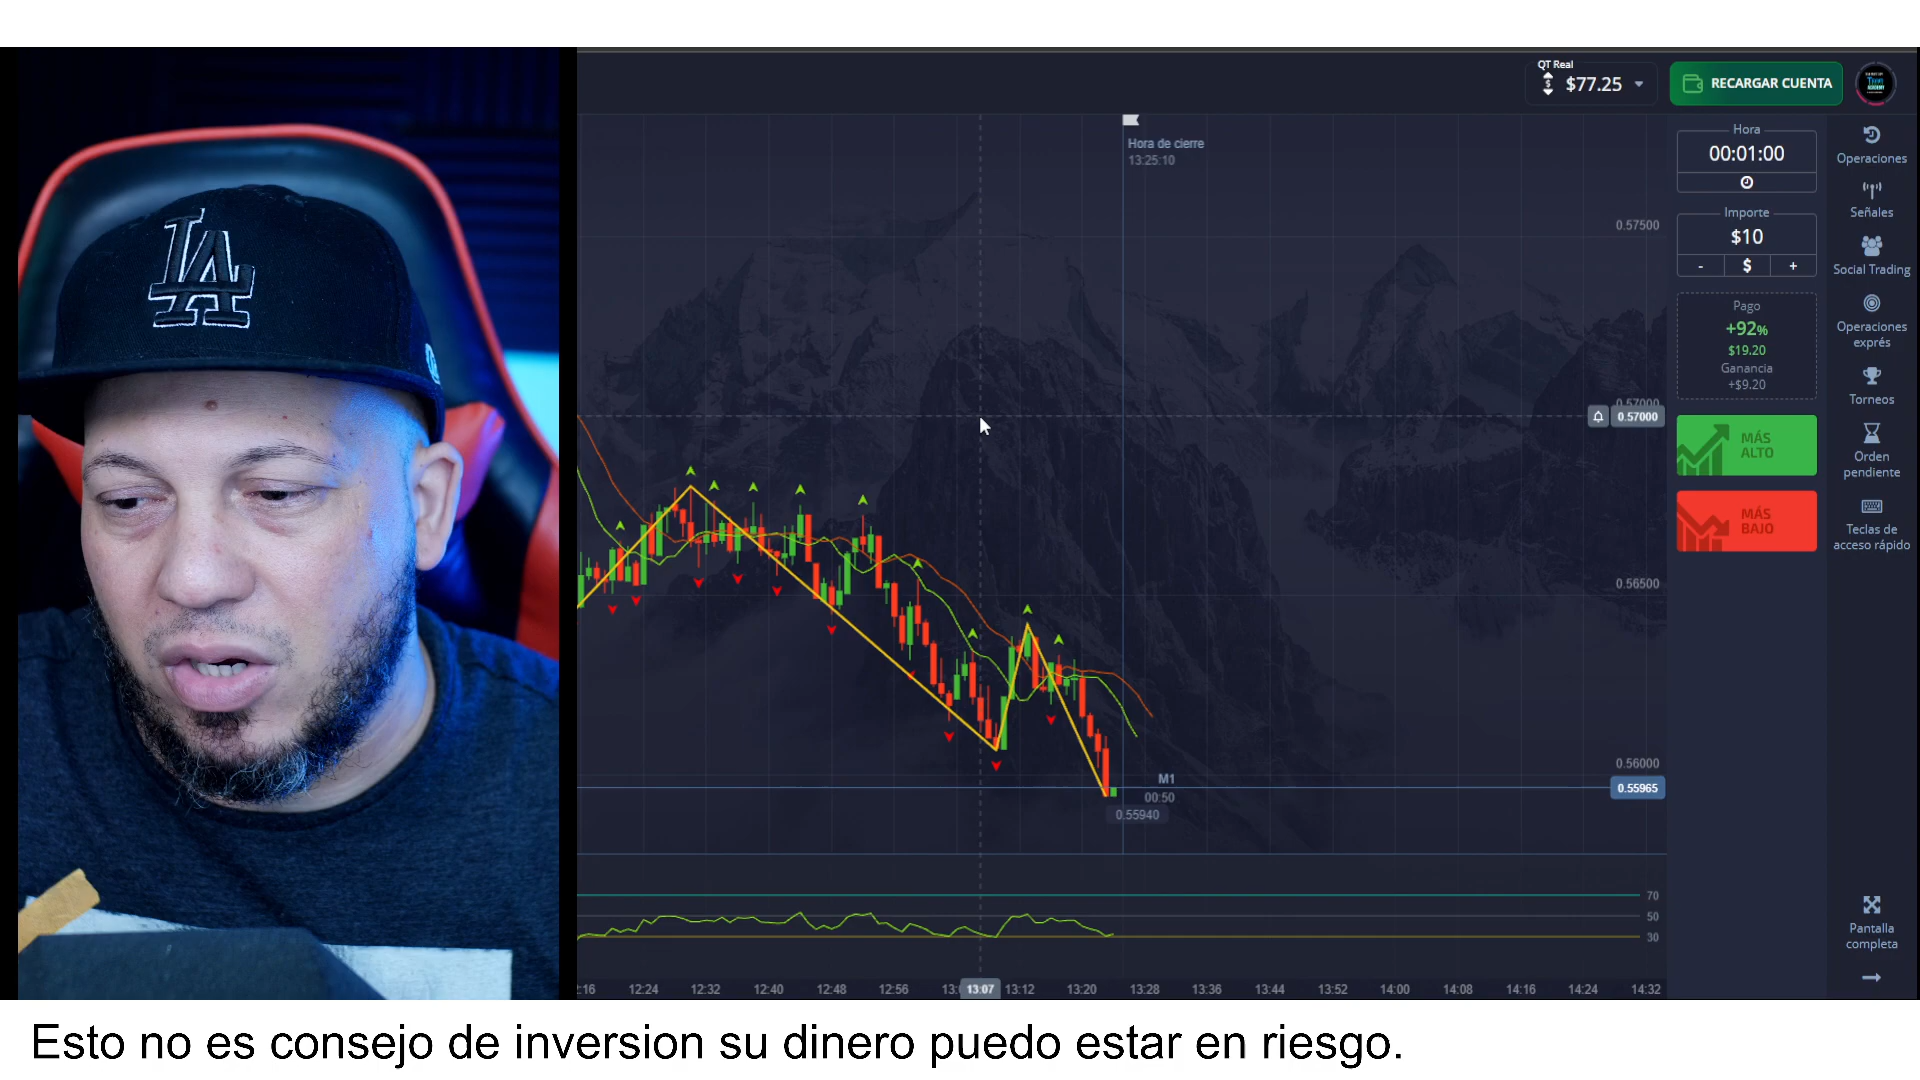 LA
QT Real
$77.25
RECARGAR CUENTA
Hora de cierre
13:25:10
Hora
00:01:00
Operaciones
Señales
Importe
$10
- $ +
Social Trading
0.57500
Pago
+92%
$19.20
Ganancia
+$9.20
Operaciones
exprés
Torneos
0.57000
0.57000
MÁS
ALTO
Orden
pendiente
MÁS
BAJO
Teclas de
acceso rápido
0.56500
0.56000
M1
00:50
0.55965
0.55940
70
50
30
Pantalla
completa
:16 12:24 12:32 12:40 12:48 12:56 13:07 13:12 13:20 13:28 13:36 13:44 13:52 14:00 14:08 14:16 14:24 14:32
Esto no es consejo de inversion su dinero puedo estar en riesgo.